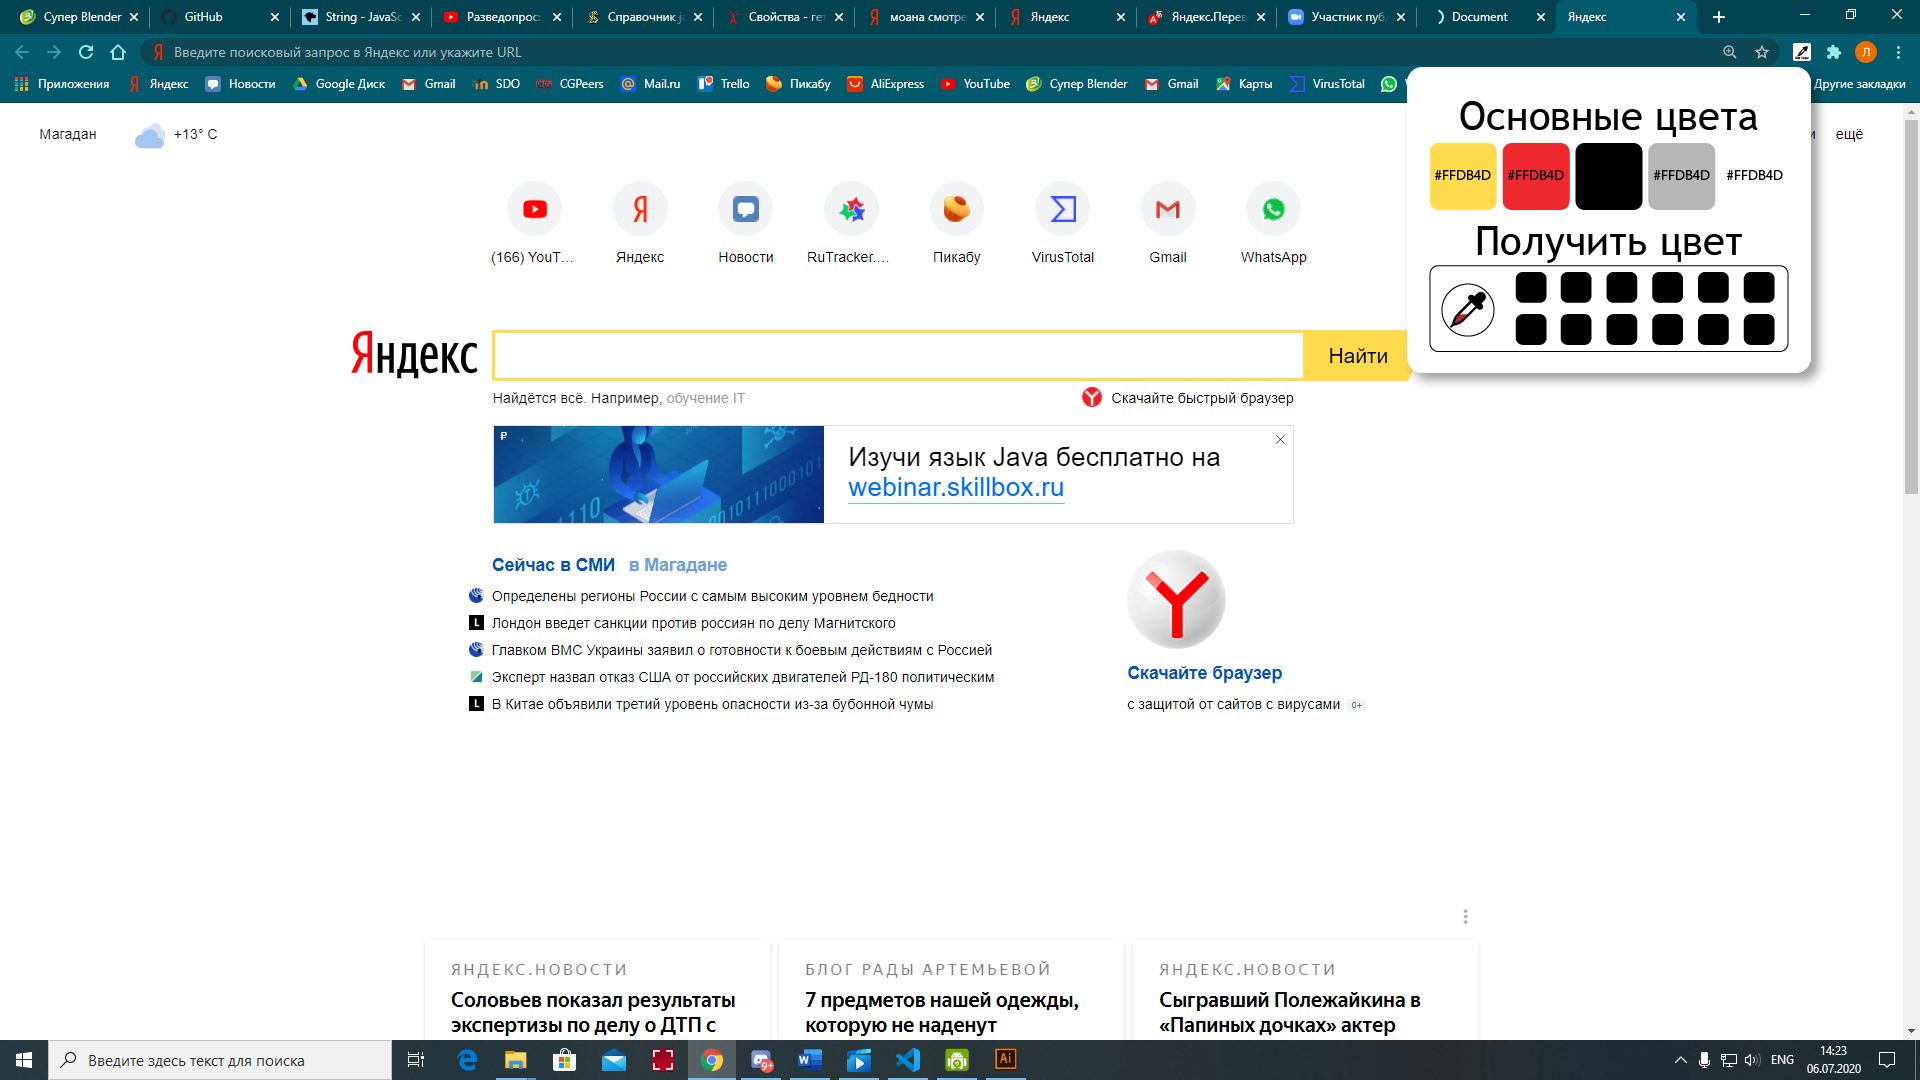 Супер Blender
GitHub
String - JavaSc
Разведопрос:
Справочник ja
Свойства - гет
моана смотре
Яндекс
Яндекс.Перев
Участник публ
Document
Яндекс
Введите поисковый запрос в Яндекс или укажите URL
Л
Приложения
Яндекс
Новости
Google Диск
Gmail
SDO
CGPeers
Mail.ru
Trello
Пикабу
AliExpress
YouTube
Супер Blender
Gmail
Карты
VirusTotal
Другие закладки
Магадан
+13° C
ещё
Основные цвета
#FFDB4D
#FFDB4D
#FFDB4D
#FFDB4D
Получить цвет
(166) YouT...
Яндекс
Новости
RuTracker....
Пикабу
VirusTotal
Gmail
WhatsApp
Яндекс
Найти
Найдётся всё. Например, обучение IT
Скачайте быстрый браузер
₽
Изучи язык Java бесплатно на
webinar.skillbox.ru
Сейчас в СМИ в Магадане
Определены регионы России с самым высоким уровнем бедности
Лондон введет санкции против россиян по делу Магнитского
Главком ВМС Украины заявил о готовности к боевым действиям с Россией
Эксперт назвал отказ США от российских двигателей РД-180 политическим
В Китае объявили третий уровень опасности из-за бубонной чумы
Скачайте браузер
с защитой от сайтов с вирусами 0+
ЯНДЕКС.НОВОСТИ
Соловьев показал результаты
экспертизы по делу о ДТП с
БЛОГ РАДЫ АРТЕМЬЕВОЙ
7 предметов нашей одежды,
которую не наденут
ЯНДЕКС.НОВОСТИ
Сыгравший Полежайкина в
«Папиных дочках» актер
Введите здесь текст для поиска
9+
Ai
ENG
14:23
06.07.2020